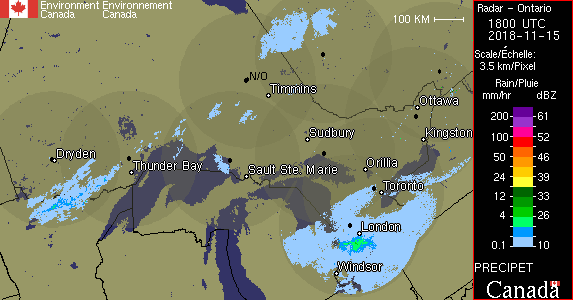 Environment Environnement
Canada Canada
100 KM
N/O
Timmins
Ottawa
Sudbury
Kingston
Dryden
Thunder Bay
Sault Ste. Marie
Orillia
Toronto
London
Windsor
Radar - Ontario
1800 UTC
2018-11-15
Scale/Échelle:
3.5 km/Pixel
Rain/Pluie
mm/hr dBZ
200 61
100 52
50 46
24 39
12 33
4 26
0.1 10
PRECIPET
Canada